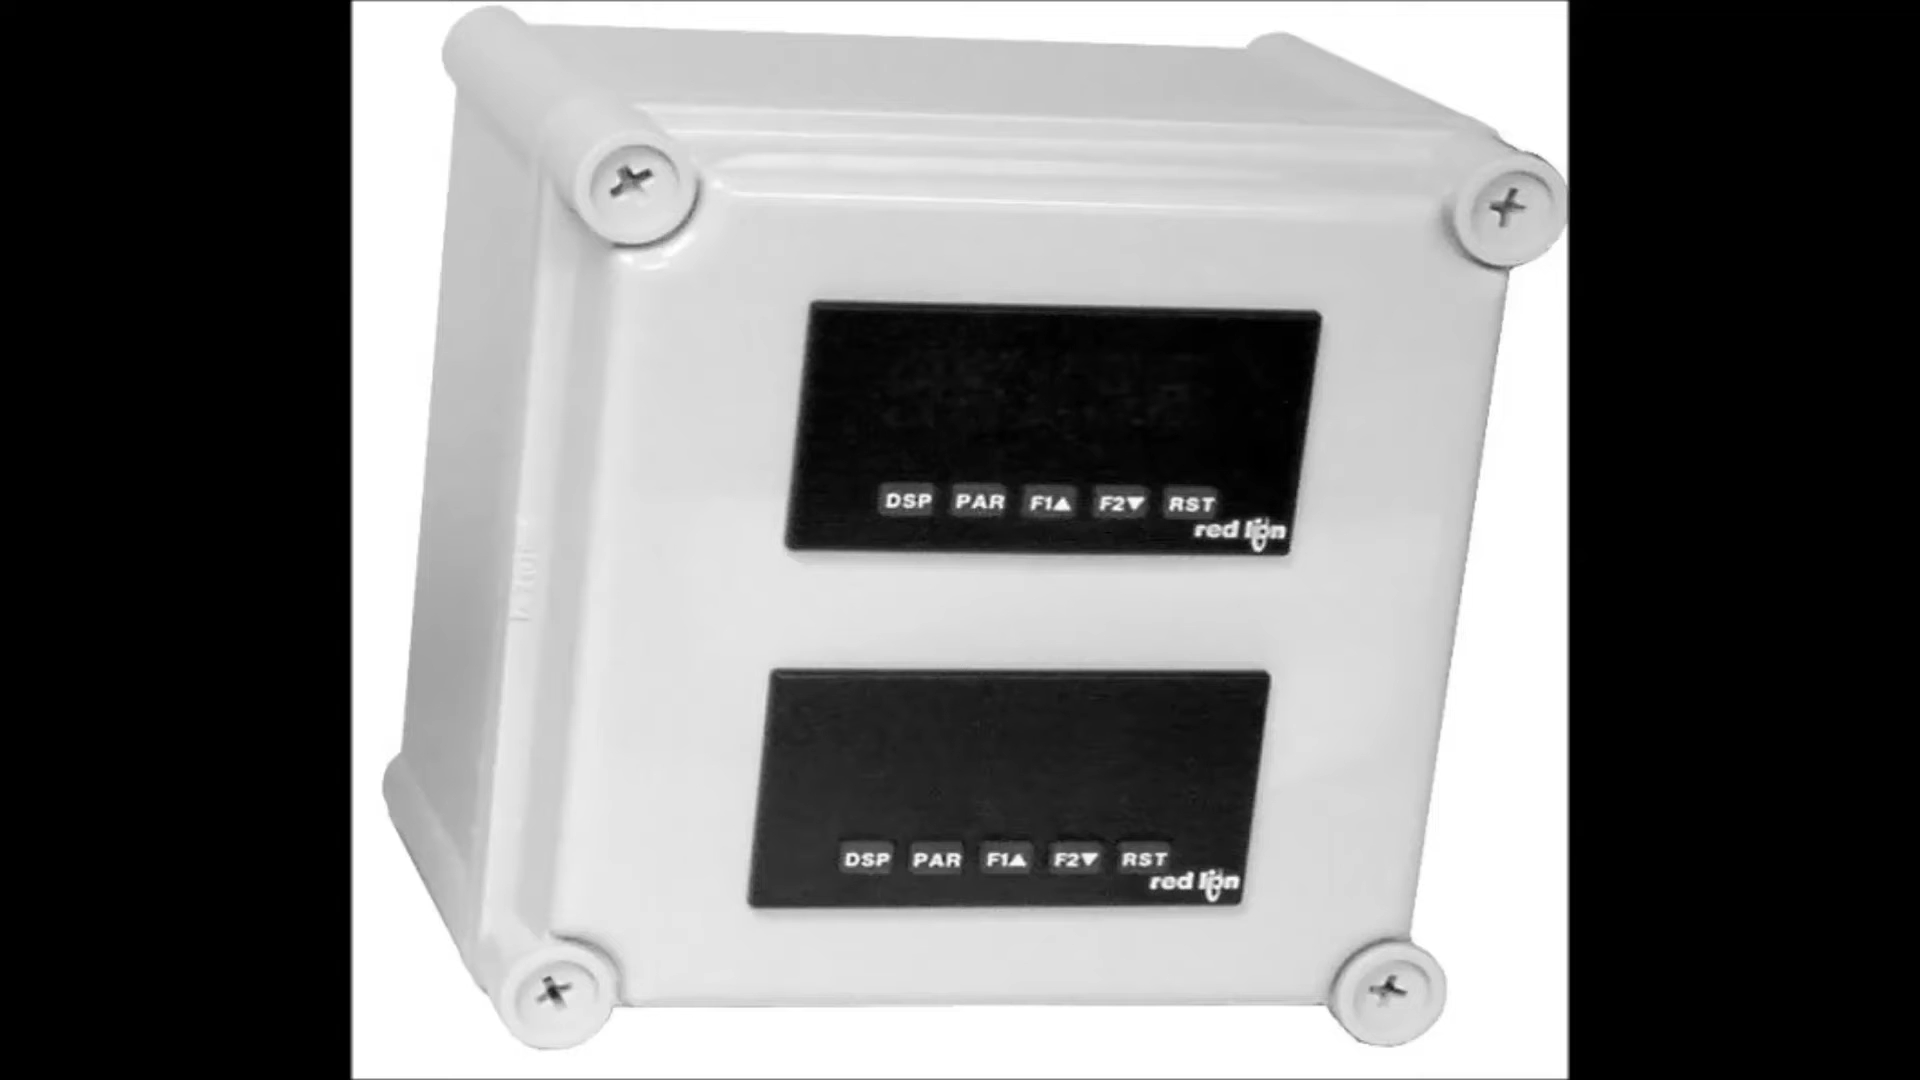 DSP PAR F1▲ F2▼ RST
red lion
DSP PAR F1▲ F2▼ RST
red lion